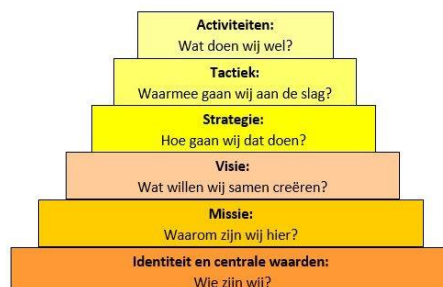 Activiteiten:
Wat doen wij wel?
Tactiek:
Waarmee gaan wij aan de slag?
Strategie:
Hoe gaan wij dat doen?
Visie:
Wat willen wij samen creëren?
Missie:
Waarom zijn wij hier?
Identiteit en centrale waarden:
Wie zijn wij?